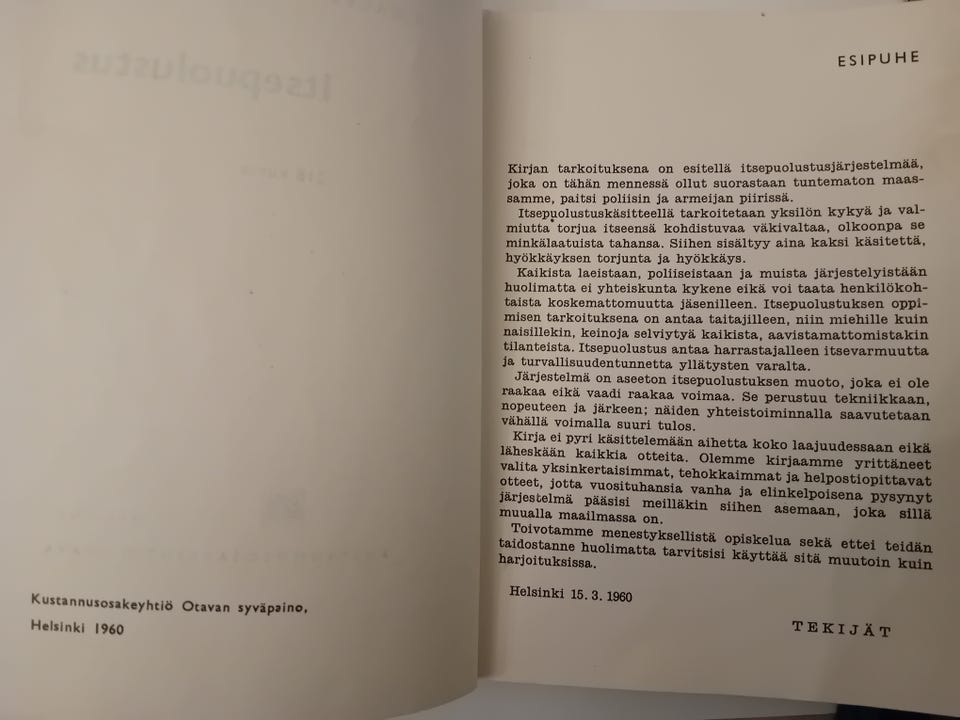 itsepuolustus
Kustannusosakeyhtiö Otavan syväpaino,
Helsinki 1960
ESIPUHE
Kirjan tarkoituksena on esitellä itsepuolustusjärjestelmää,
joka on tähän mennessä ollut suorastaan tuntematon maas-
samme, paitsi poliisin ja armeijan piirissä.
Itsepuolustuskäsitteellä tarkoitetaan yksilön kykyä ja val-
miutta torjua itseensä kohdistuvaa väkivaltaa, olkoonpa se
minkälaatuista tahansa. Siihen sisältyy aina kaksi käsitettä,
hyökkäyksen torjunta ja hyökkäys.
Kaikista laeistaan, poliiseistaan ja muista järjestelyistään
huolimatta ei yhteiskunta kykene eikä voi taata henkilökoh-
taista koskemattomuutta jäsenilleen. Itsepuolustuksen oppi-
misen tarkoituksena on antaa taitajilleen, niin miehille kuin
naisillekin, keinoja selviytyä kaikista, aavistamattomistakin
tilanteista. Itsepuolustus antaa harrastajalleen itsevarmuutta
ja turvallisuudentunnetta yllätysten varalta.
Järjestelmä on aseeton itsepuolustuksen muoto, joka ei ole
raakaa eikä vaadi raakaa voimaa. Se perustuu tekniikkaan,
nopeuteen ja järkeen; näiden yhteistoiminnalla saavutetaan
vähällä voimalla suuri tulos.
Kirja ei pyri käsittelemään aihetta koko laajuudessaan eikä
läheskään kaikkia otteita. Olemme kirjaamme yrittäneet
valita yksinkertaisimmat, tehokkaimmat ja helpostiopittavat
otteet, jotta vuosituhansia vanha ja elinkelpoisena pysynyt
järjestelmä pääsisi meilläkin siihen asemaan, joka sillä
muualla maailmassa on.
Toivotamme menestyksellistä opiskelua sekä ettei teidän
taidostanne huolimatta tarvitsisi käyttää sitä muutoin kuin
harjoituksissa.
Helsinki 15. 3. 1960
TEKIJÄT